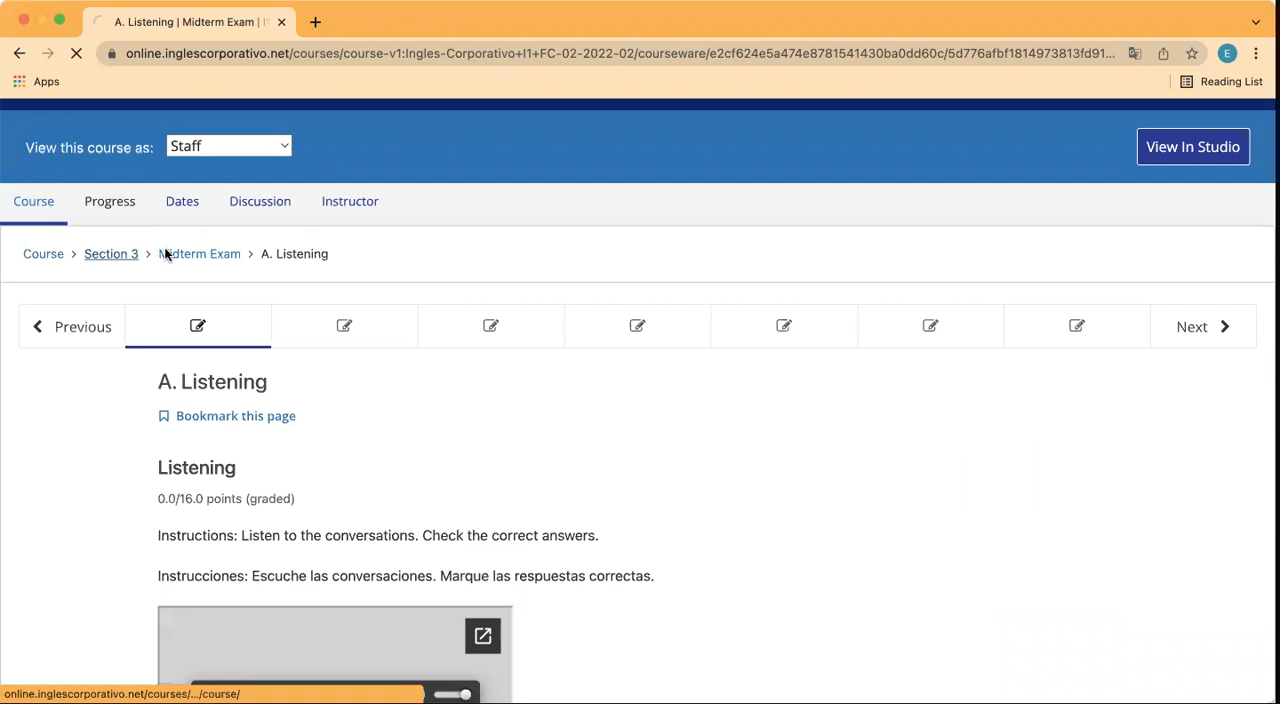 A. Listening | Midterm Exam |
online.inglescorporativo.net/courses/course-v1:Ingles-Corporativo+I1+FC-02-2022-02/courseware/e2cf624e5a474e8781541430ba0dd60c/5d776afbf1814973813fd91...
E
Apps
Reading List
View this course as:
Staff
View In Studio
Course
Progress
Dates
Discussion
Instructor
Course > Section 3 > Midterm Exam > A. Listening
Previous
Next
A. Listening
Bookmark this page
Listening
0.0/16.0 points (graded)
Instructions: Listen to the conversations. Check the correct answers.
Instrucciones: Escuche las conversaciones. Marque las respuestas correctas.
online.inglescorporativo.net/courses/.../course/